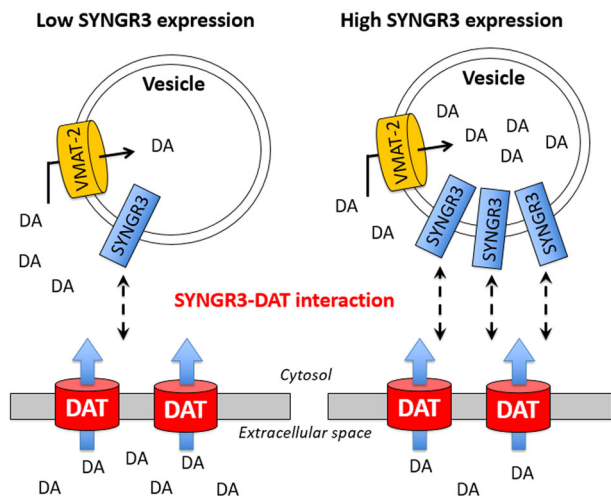 Low SYNGR3 expression
High SYNGR3 expression
Vesicle
VMAT-2
DA
SYNGR3
DA
DA
DA
Vesicle
VMAT-2
DA
DA
DA
DA
DA
SYNGR3
SYNGR3
SYNGR3
DA
DA
SYNGR3-DAT interaction
Cytosol
DAT
DAT
DAT
DAT
Extracellular space
DA
DA
DA
DA
DA
DA
DA
DA
DA